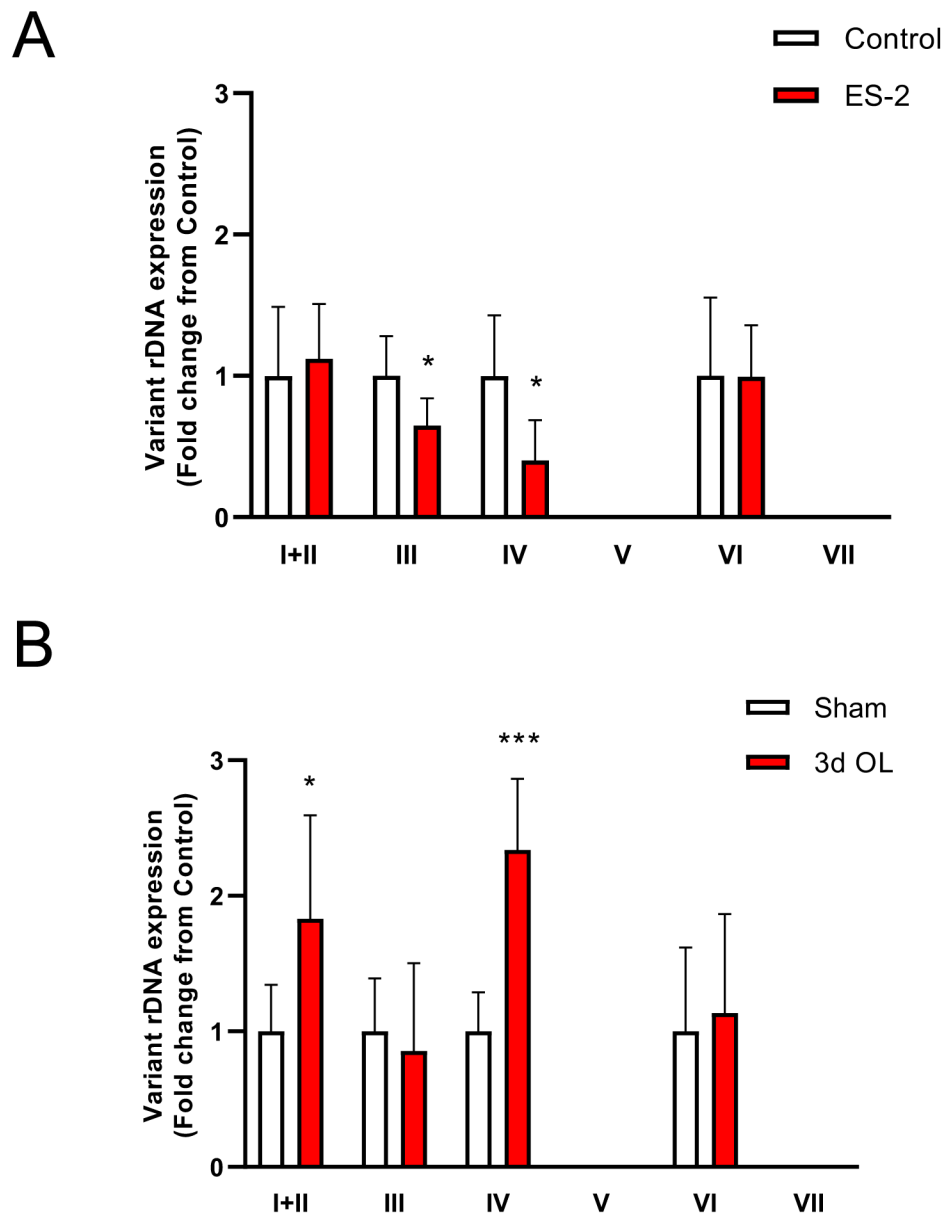 A
Control
ES-2
Variant rDNA expression
(Fold change from Control)
3
2
1
0
*
*
I+II III IV V VI VII
B
Sham
3d OL
Variant rDNA expression
(Fold change from Control)
3
2
1
0
*
***
I+II III IV V VI VII